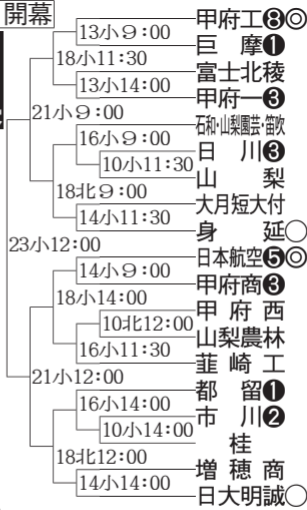 開幕
甲府工❽◎
13小9:00
巨摩❶
18小11:30
富士北稜
13小14:00
甲府一❸
21小9:00
石和・山梨園芸・笛吹
16小9:00
日川❸
10小11:30
山梨
18北9:00
大月短大付
14小11:30
身延○
23小12:00
日本航空❺◎
14小9:00
甲府商❸
18小14:00
甲府西
10北12:00
山梨農林
16小11:30
韮崎工
21小12:00
都留❶
16小14:00
市川❷
10小14:00
桂
18北12:00
増穂商
14小14:00
日大明誠○